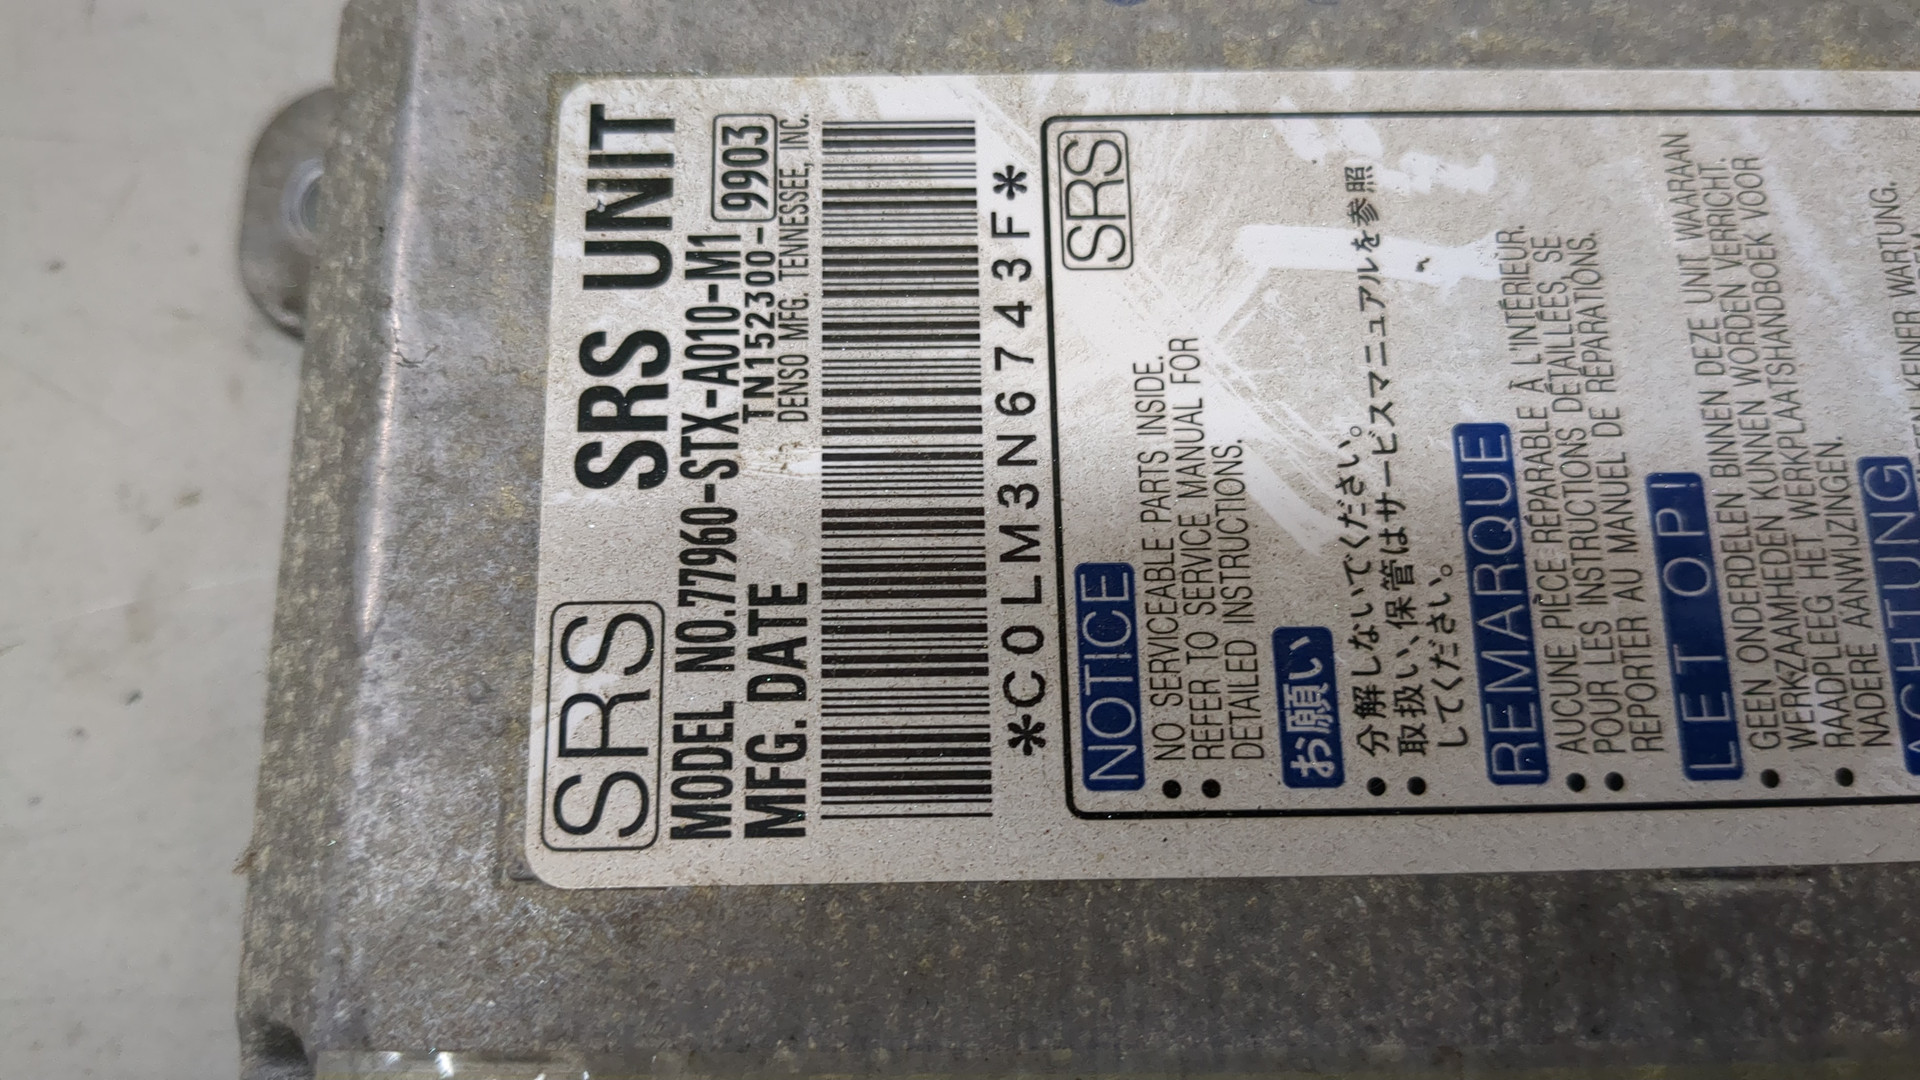 SRS SRS UNIT
MODEL NO.77960-STX-A010-M1
TN152300-9903
MFG. DATE
DENSO MFG. TENNESSEE, INC.
*C0LM3N6743F*
SRS
NOTICE
● NO SERVICEABLE PARTS INSIDE.
● REFER TO SERVICE MANUAL FOR
DETAILED INSTRUCTIONS.
お願い
● 分解しないでください。
● 取扱い、保管はサービスマニュアルを参照
してください。
REMARQUE
● AUCUNE PIÈCE RÉPARABLE À L'INTÉRIEUR.
● POUR LES INSTRUCTIONS DÉTAILLÉES, SE
REPORTER AU MANUEL DE RÉPARATIONS.
LET OP!
● GEEN ONDERDELEN BINNEN DEZE UNIT WAARAAN
WERKZAAMHEDEN KUNNEN WORDEN VERRICHT.
● RAADPLEEG HET WERKPLAATSHANDBOEK VOOR
NADERE AANWIJZINGEN.
ACHTUNG
KEINER WARTUNG.